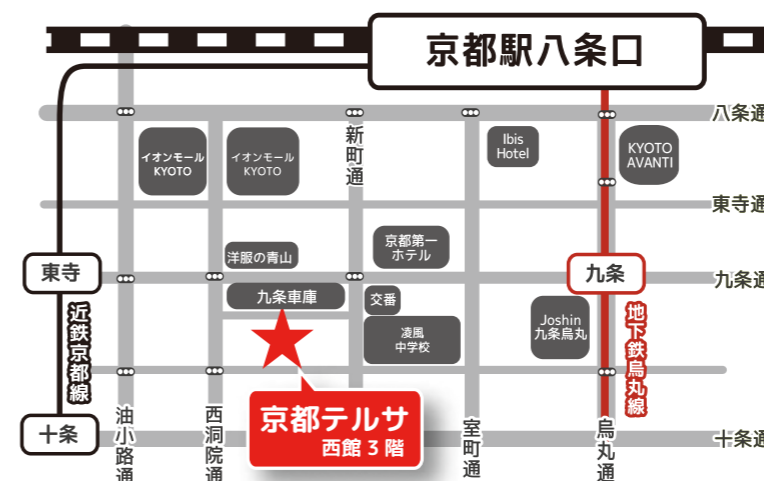 京都駅八条口
八条通
新町通
イオンモール
KYOTO
イオンモール
KYOTO
Ibis
Hotel
KYOTO
AVANTI
東寺通
京都第一
ホテル
洋服の青山
東寺
九条
九条通
九条車庫
交番
凌風
中学校
Joshin
九条烏丸
近鉄京都線
地下鉄烏丸線
京都テルサ
西館3階
十条
油小路通
西洞院通
室町通
烏丸通
十条通